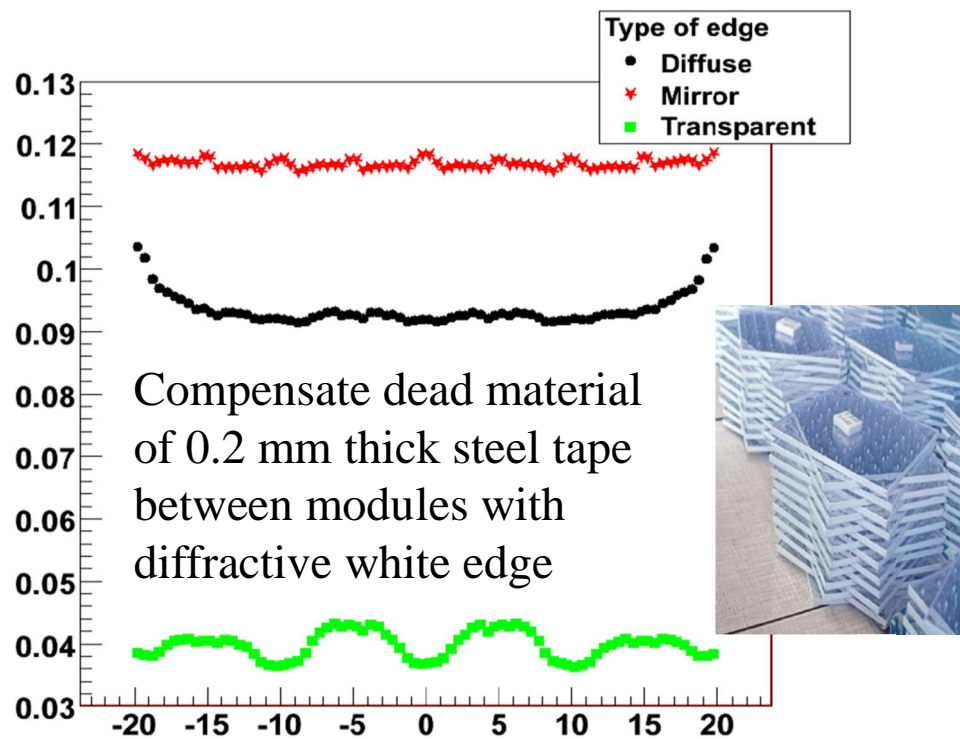 Type of edge
Diffuse
Mirror
Transparent
0.13
0.12
0.11
0.1
0.09
0.08
0.07
0.06
0.05
0.04
0.03
Compensate dead material
of 0.2 mm thick steel tape
between modules with
diffractive white edge
-20 -15 -10 -5 0 5 10 15 20